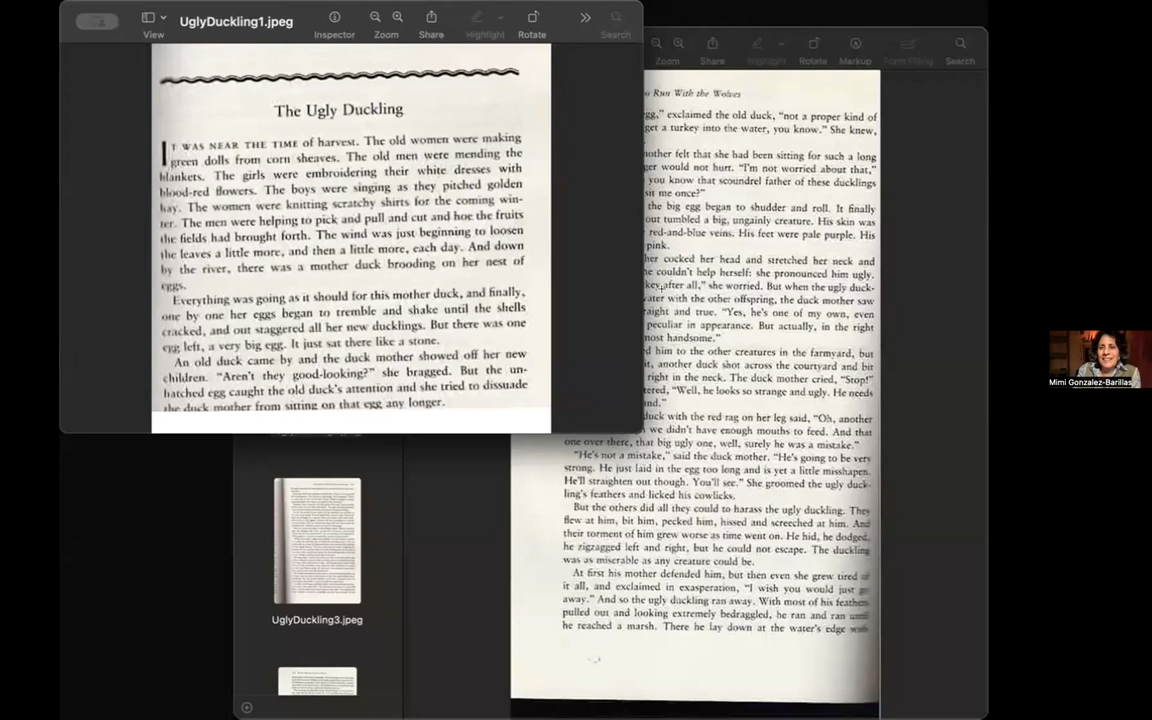 UglyDuckling1.jpeg
View
Inspector
Zoom
Share
Highlight
Rotate
Search
The Ugly Duckling
IT WAS NEAR THE TIME of harvest. The old women were making
green dolls from corn sheaves. The old men were mending the
blankets. The girls were embroidering their white dresses with
blood-red flowers. The boys were singing as they pitched golden
hay. The women were knitting scratchy shirts for the coming win-
ter. The men were helping to pick and pull and cut and hoe the fruits
the fields had brought forth. The wind was just beginning to loosen
the leaves a little more, and then a little more, each day. And down
by the river, there was a mother duck brooding on her nest of
eggs.
Everything was going as it should for this mother duck, and finally,
one by one her eggs began to tremble and shake until the shells
cracked, and out staggered all her new ducklings. But there was one
egg left, a very big egg. It just sat there like a stone.
An old duck came by and the duck mother showed off her new
children. "Aren't they good-looking?" she bragged. But the un-
hatched egg caught the old duck's attention and she tried to dissuade
the duck mother from sitting on that egg any longer.
Zoom
Share
Highlight
Rotate
Markup
Form Filling
Search
Run With the Wolves
egg," exclaimed the old duck, "not a proper kind of
get a turkey into the water, you know." She knew,
mother felt that she had been sitting for such a long
ger would not hurt. "I'm not worried about that,"
you know that scoundrel father of these ducklings
sit me once?"
the big egg began to shudder and roll. It finally
out tumbled a big, ungainly creature. His skin was
red-and-blue veins. His feet were pale purple. His
pink.
her cocked her head and stretched her neck and
he couldn't help herself: she pronounced him ugly.
key after all," she worried. But when the ugly duck-
water with the other offspring, the duck mother saw
raight and true. "Yes, he's one of my own, even
peculiar in appearance. But actually, in the right
most handsome."
d him to the other creatures in the farmyard, but
it, another duck shot across the courtyard and bit
right in the neck. The duck mother cried, "Stop!"
tered, "Well, he looks so strange and ugly. He needs
nd."
duck with the red rag on her leg said, "Oh, another
we didn't have enough mouths to feed. And that
one over there, that big ugly one, well, surely he was a mistake."
"He's not a mistake," said the duck mother. "He's going to be very
strong. He just laid in the egg too long and is yet a little misshapen.
He'll straighten out though. You'll see." She groomed the ugly duck-
ling's feathers and licked his cowlicks.
But the others did all they could to harass the ugly duckling. They
flew at him, bit him, pecked him, hissed and screeched at him. And
their torment of him grew worse as time went on. He hid, he dodged,
he zigzagged left and right, but he could not escape. The duckling
was as miserable as any creature could be.
At first his mother defended him, but then even she grew tired of
it all, and exclaimed in exasperation, "I wish you would just go
away." And so the ugly duckling ran away. With most of his feathers
pulled out and looking extremely bedraggled, he ran and ran until
he reached a marsh. There he lay down at the water's edge with
UglyDuckling3.jpeg
Mimi Gonzalez-Barillas